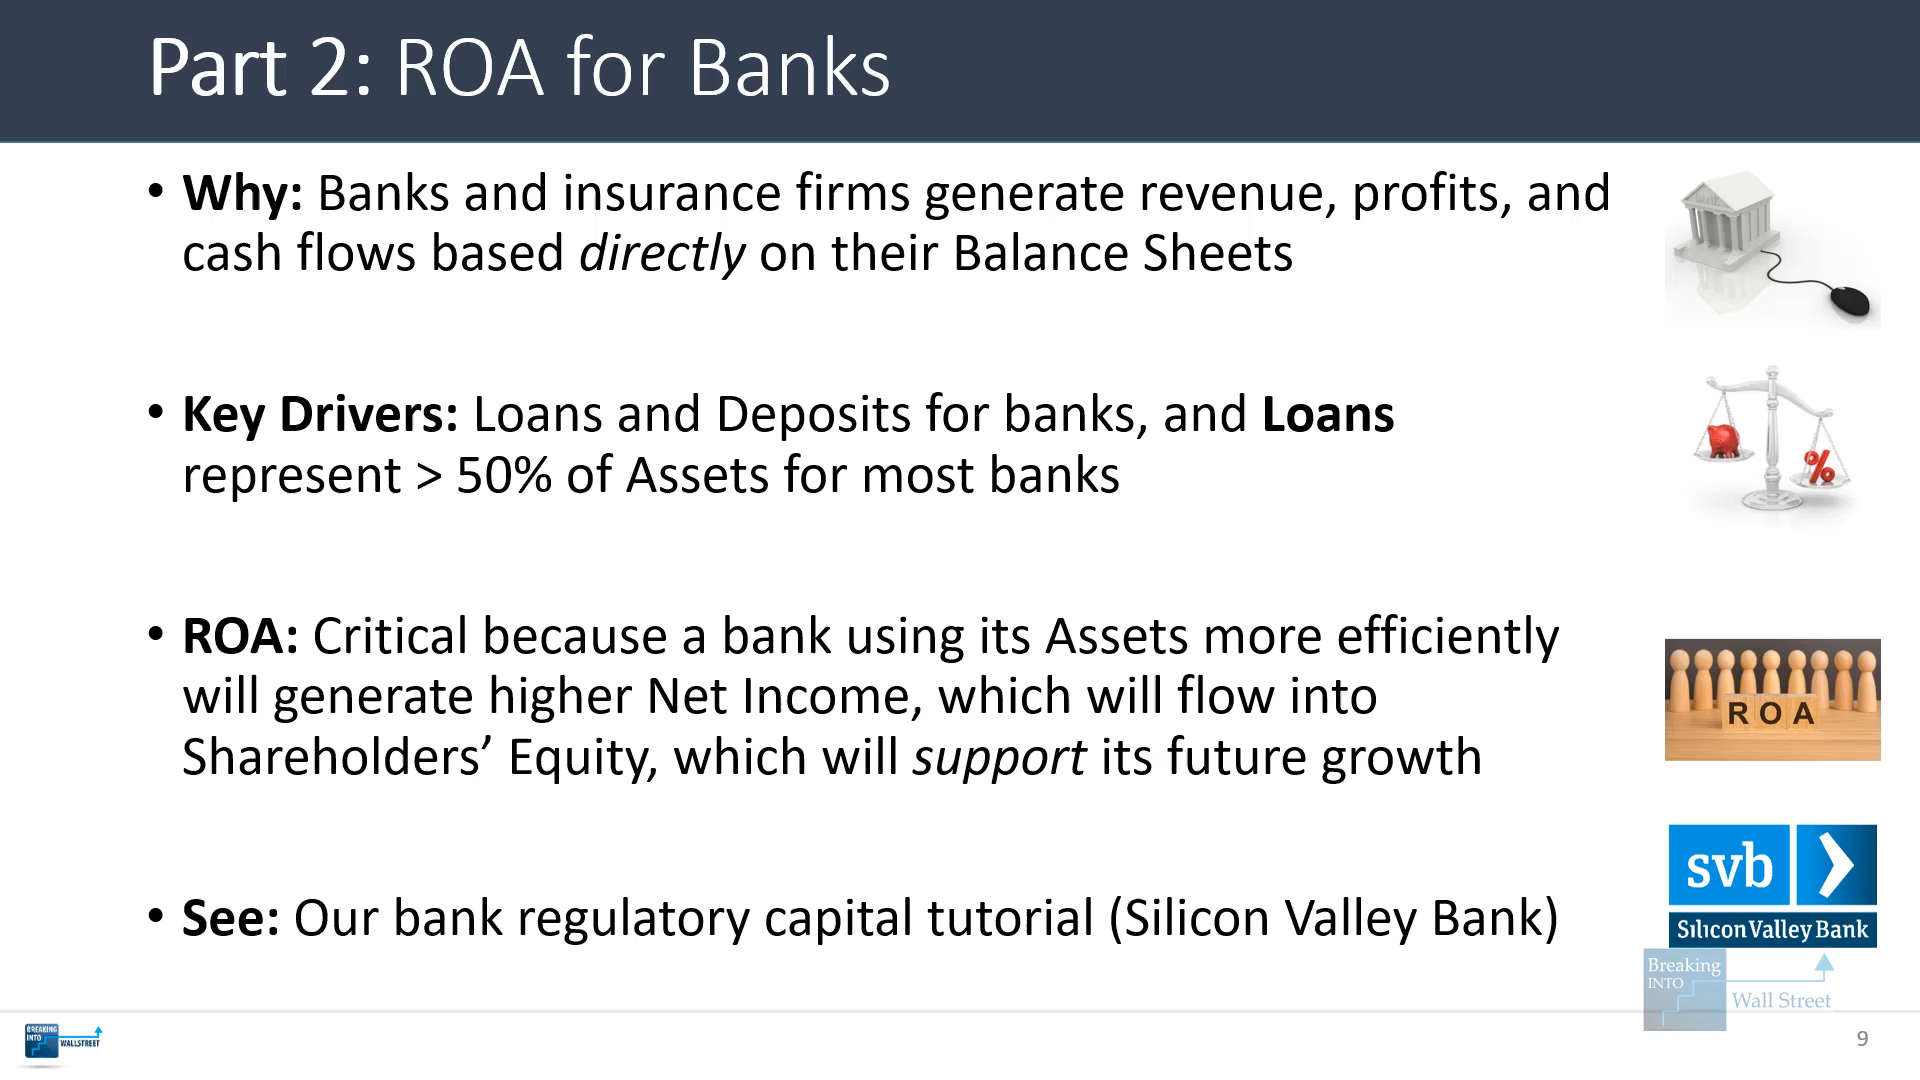 Part 2: ROA for Banks
• Why: Banks and insurance firms generate revenue, profits, and
cash flows based directly on their Balance Sheets
• Key Drivers: Loans and Deposits for banks, and Loans
represent > 50% of Assets for most banks
%
• ROA: Critical because a bank using its Assets more efficiently
will generate higher Net Income, which will flow into
Shareholders’ Equity, which will support its future growth
R O A
• See: Our bank regulatory capital tutorial (Silicon Valley Bank)
svb
Silicon Valley Bank
Breaking
INTO
Wall Street
BREAKING
INTO
WALLSTREET
9